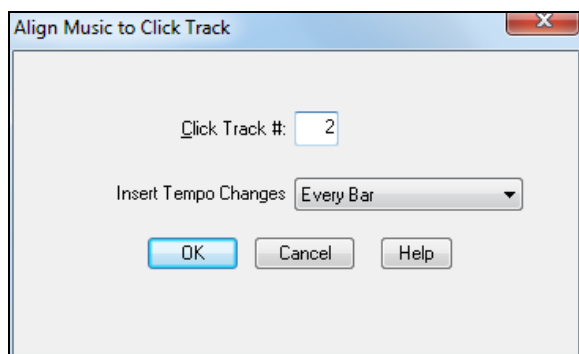 Align Music to Click Track
Click Track #: 2
Insert Tempo Changes Every Bar
OK Cancel Help